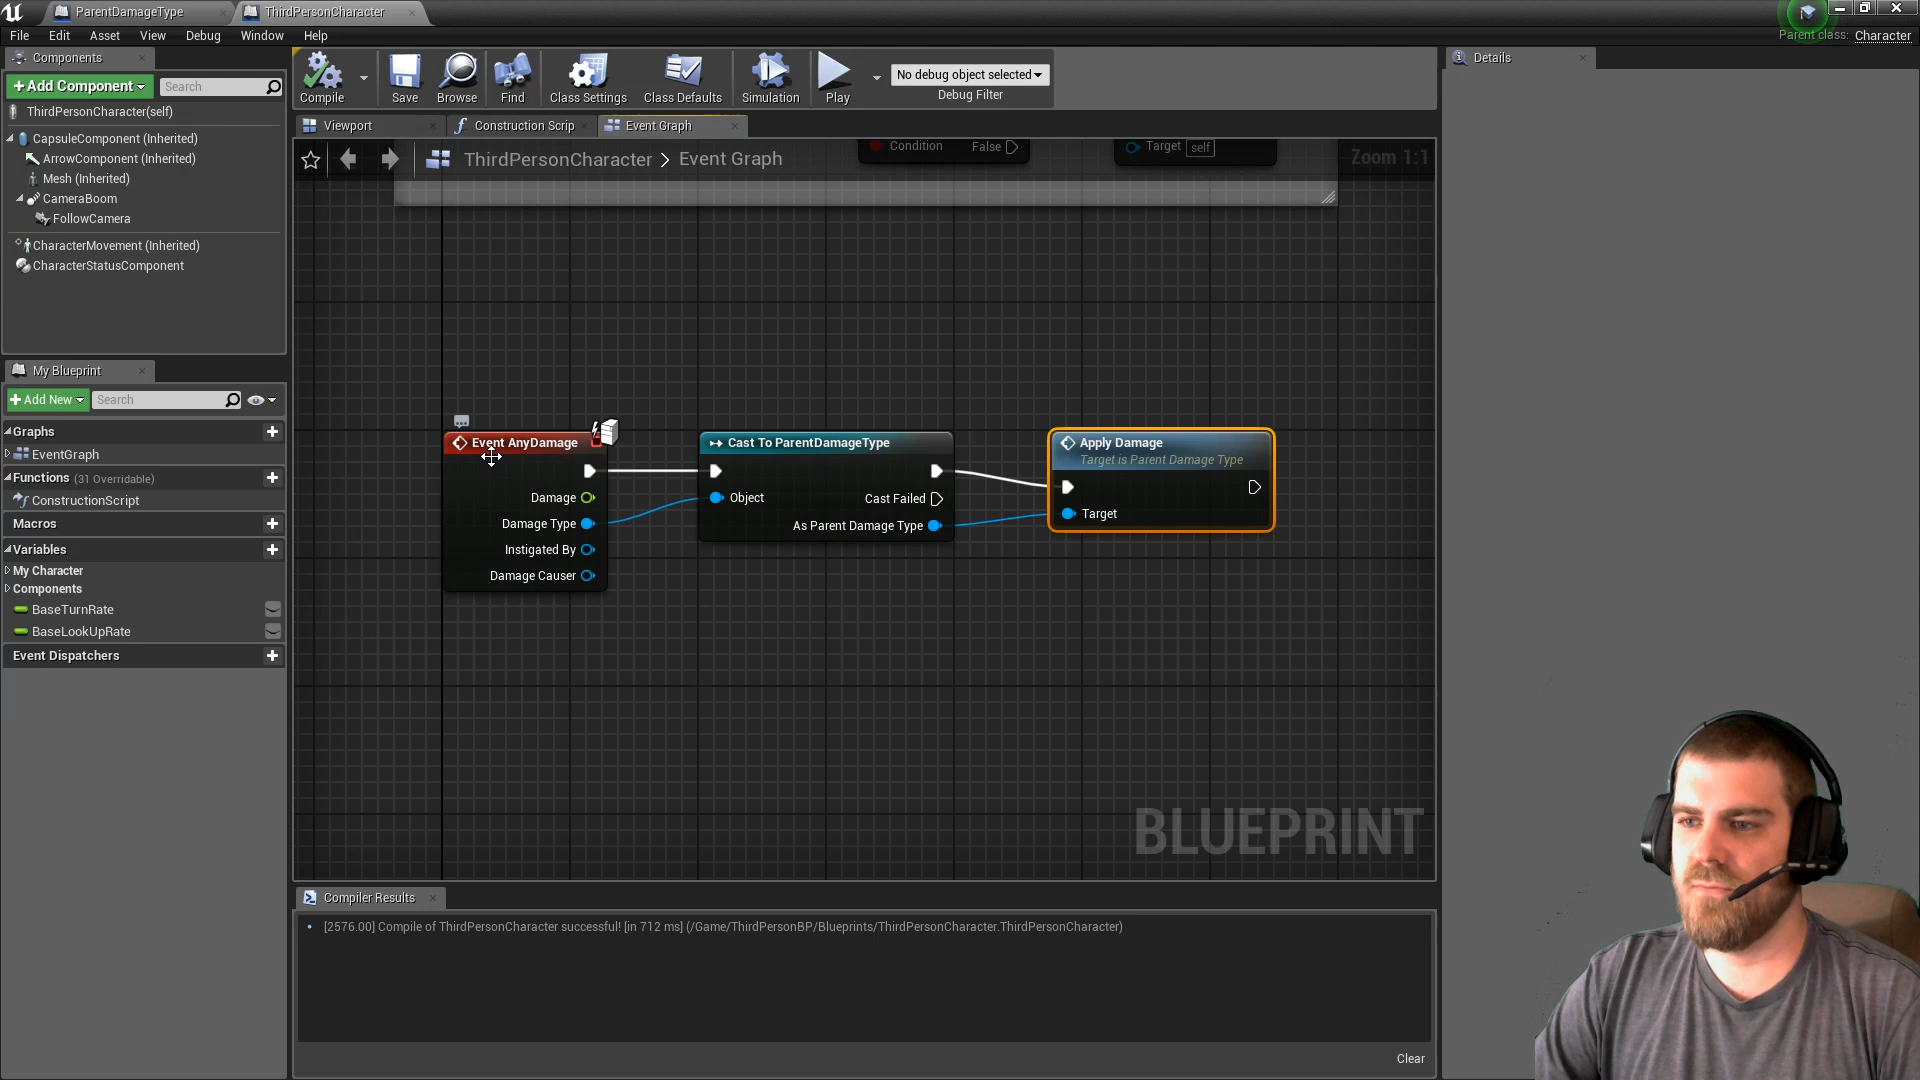 ParentDamageType
ThirdPersonCharacter
File Edit Asset View Debug Window Help
Parent class: Character
Components
+Add Component
Search
ThirdPersonCharacter(self)
CapsuleComponent (Inherited)
ArrowComponent (Inherited)
Mesh (Inherited)
CameraBoom
FollowCamera
CharacterMovement (Inherited)
CharacterStatusComponent
My Blueprint
+Add New
Search
Graphs
EventGraph
Functions (31 Overridable)
ConstructionScript
Macros
Variables
My Character
Components
BaseTurnRate
BaseLookUpRate
Event Dispatchers
Compile
Save
Browse
Find
Class Settings
Class Defaults
Simulation
Play
No debug object selected
Debug Filter
Viewport
Construction Scrip
Event Graph
ThirdPersonCharacter > Event Graph
Zoom 1:1
Condition False
Target self
Event AnyDamage
Damage
Damage Type
Instigated By
Damage Causer
Cast To ParentDamageType
Object
Cast Failed
As Parent Damage Type
Apply Damage
Target is Parent Damage Type
Target
BLUEPRINT
Compiler Results
[2576.00] Compile of ThirdPersonCharacter successful! [in 712 ms] (/Game/ThirdPersonBP/Blueprints/ThirdPersonCharacter.ThirdPersonCharacter)
Clear
Details